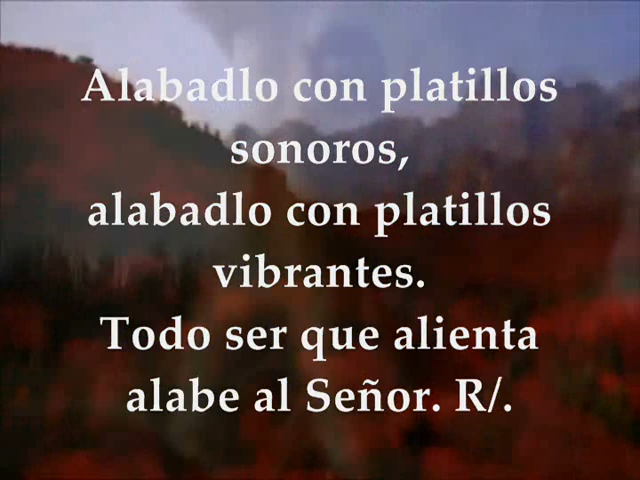 Alabadlo con platillos
sonoros,
alabadlo con platillos
vibrantes.
Todo ser que alienta
alabe al Señor. R/.